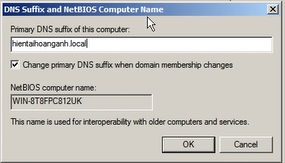 DNS Suffix and NetBIOS Computer Name
Primary DNS suffix of this computer:
hientaihoanganh.local
Change primary DNS suffix when domain membership changes
NetBIOS computer name:
WIN-8T8FPC812UK
This name is used for interoperability with older computers and services.
OK
Cancel